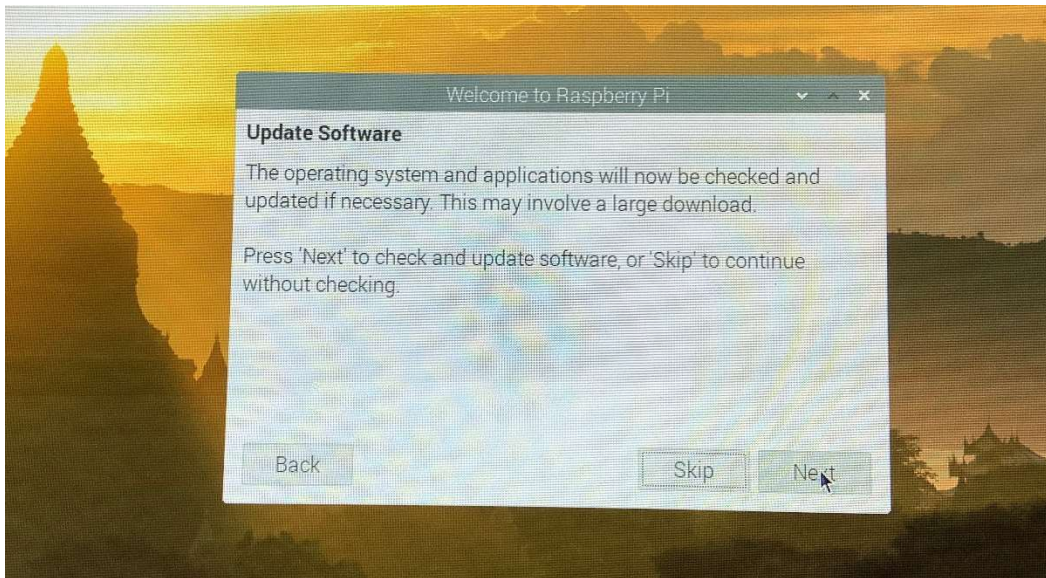 Welcome to Raspberry Pi
Update Software
The operating system and applications will now be checked and
updated if necessary. This may involve a large download.
Press 'Next' to check and update software, or 'Skip' to continue
without checking.
Back
Skip
Next